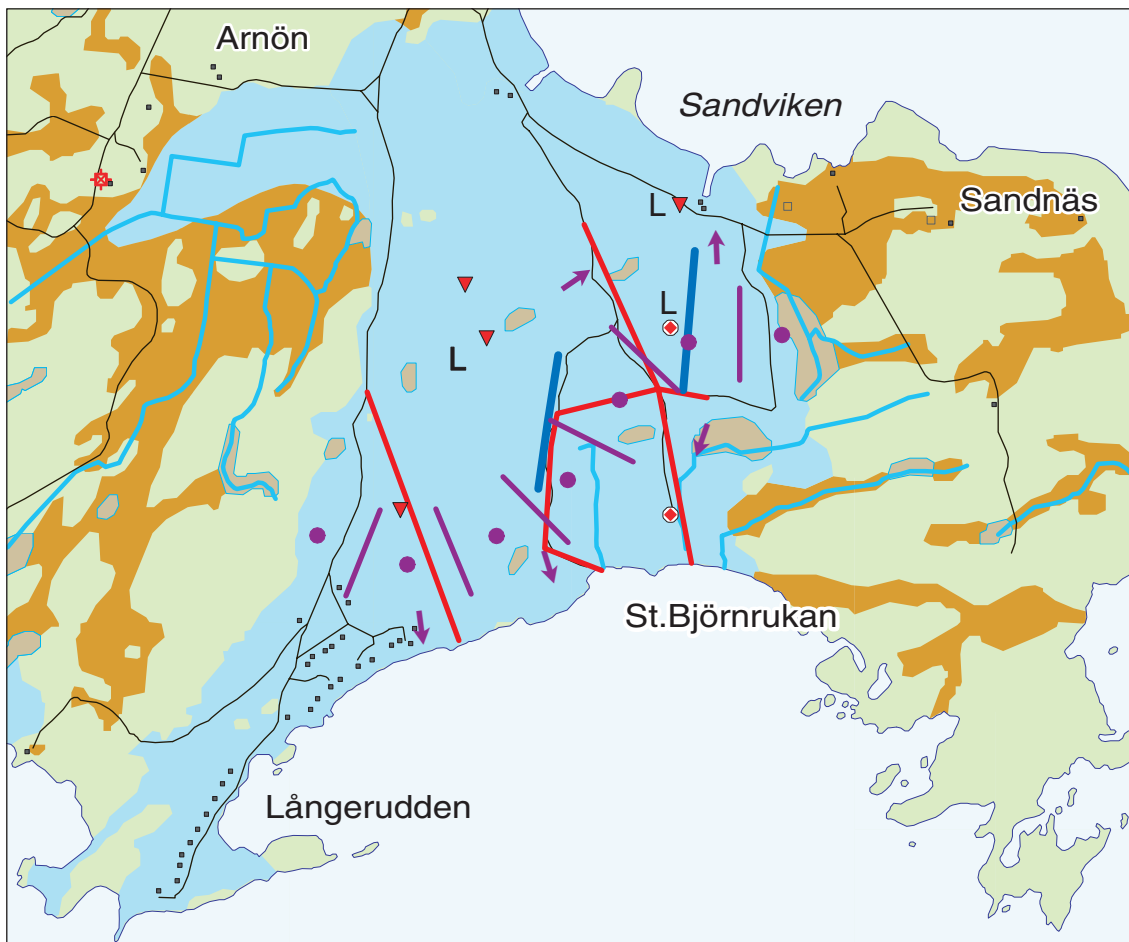 Arnön
Sandviken
L
Sandnäs
L
L
St.Björnrukan
Långerudden